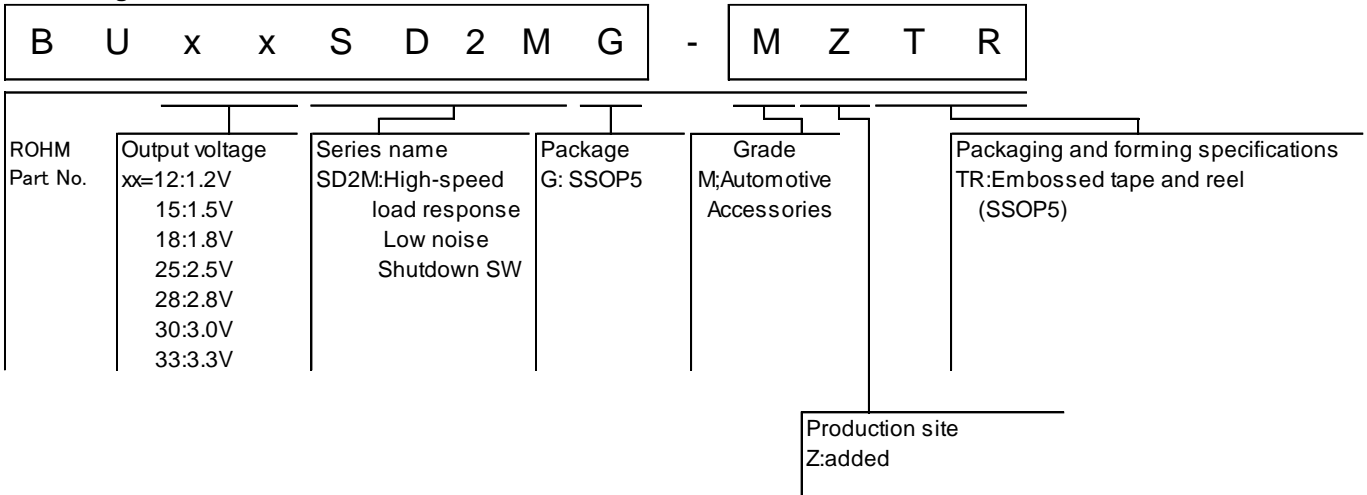 B U x x S D 2 M G - M Z T R
ROHM
Part No.
Output voltage
xx=12:1.2V
15:1.5V
18:1.8V
25:2.5V
28:2.8V
30:3.0V
33:3.3V
Series name
SD2M:High-speed
load response
Low noise
Shutdown SW
Package
G: SSOP5
Grade
M;Automotive
Accessories
Packaging and forming specifications
TR:Embossed tape and reel
(SSOP5)
Production site
Z:added